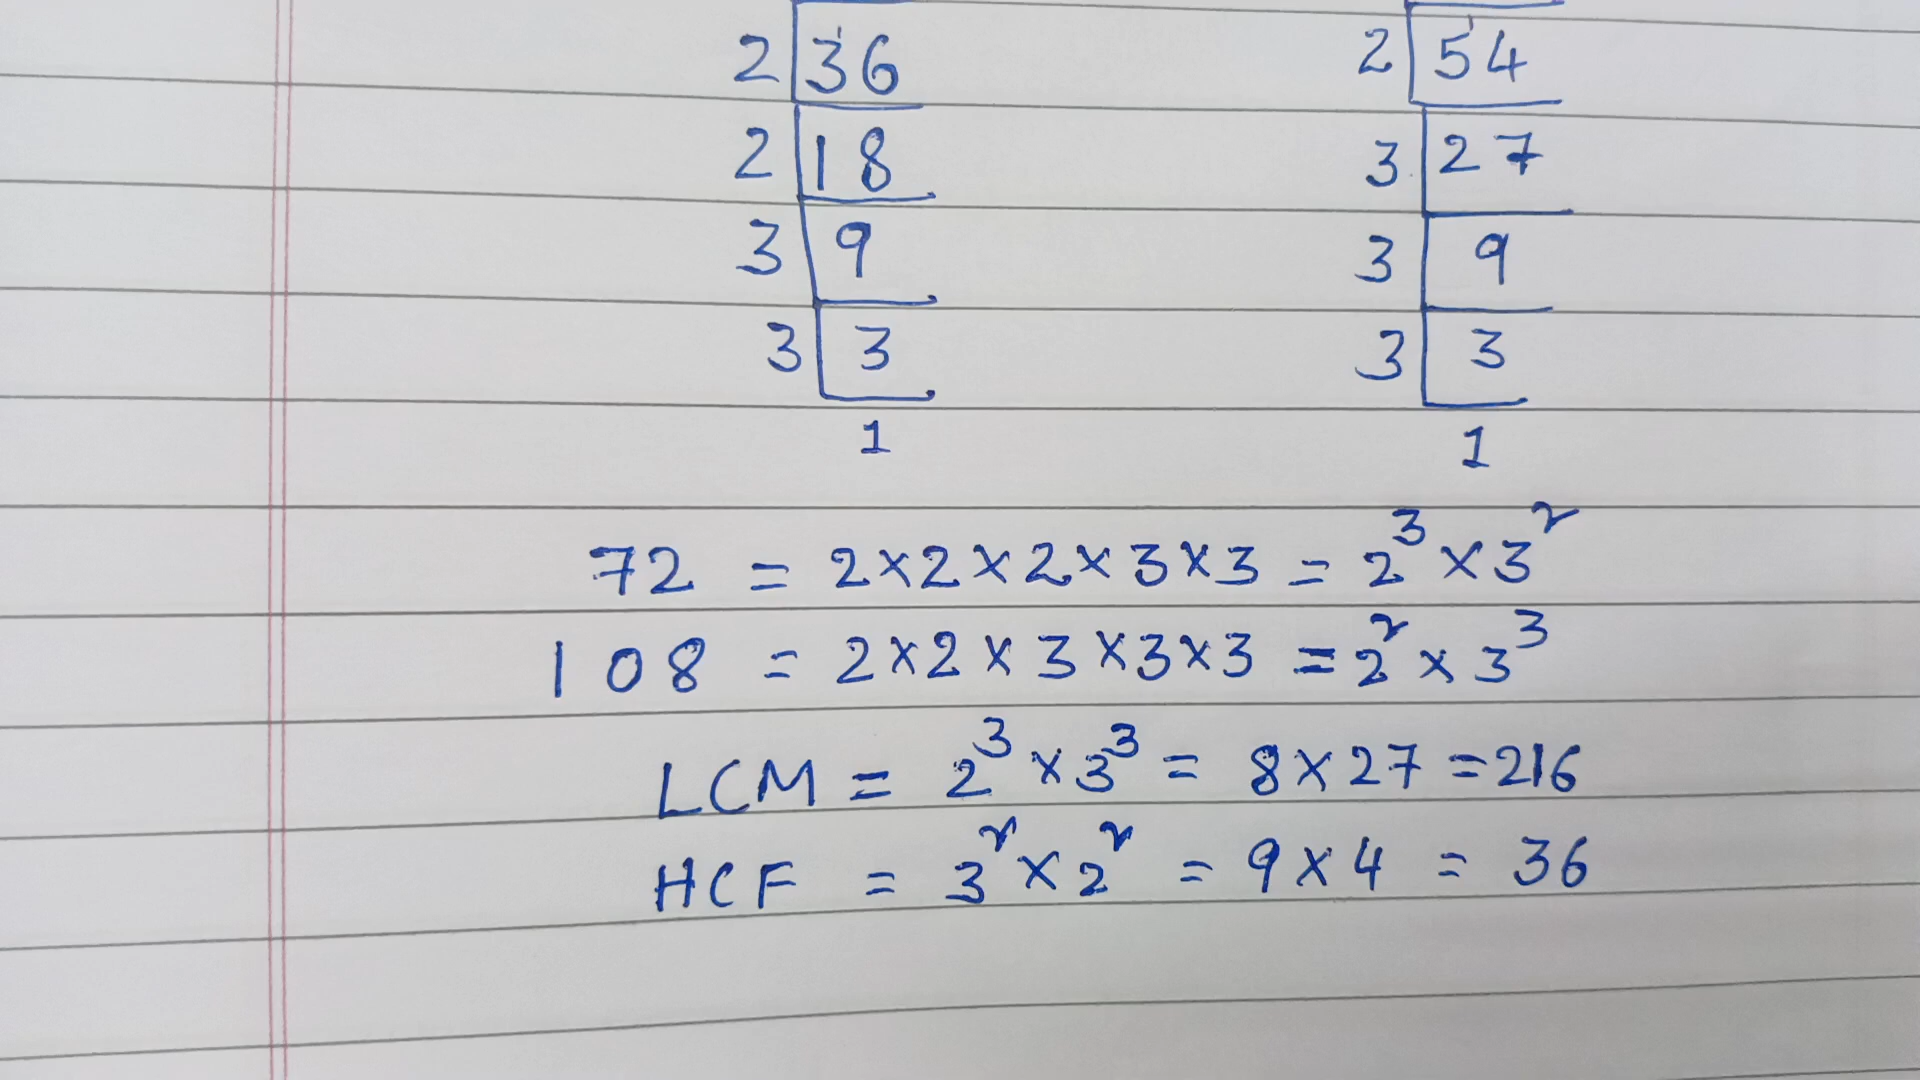 2 | 36 2 | 54
2 | 18 3 | 27
3 | 9 3 | 9
3 | 3 3 | 3
1 1
72 = 2×2×2×3×3 = 2³×3²
108 = 2×2×3×3×3 = 2²×3³
LCM = 2³×3³ = 8×27=216
HCF = 3²×2² = 9×4 = 36